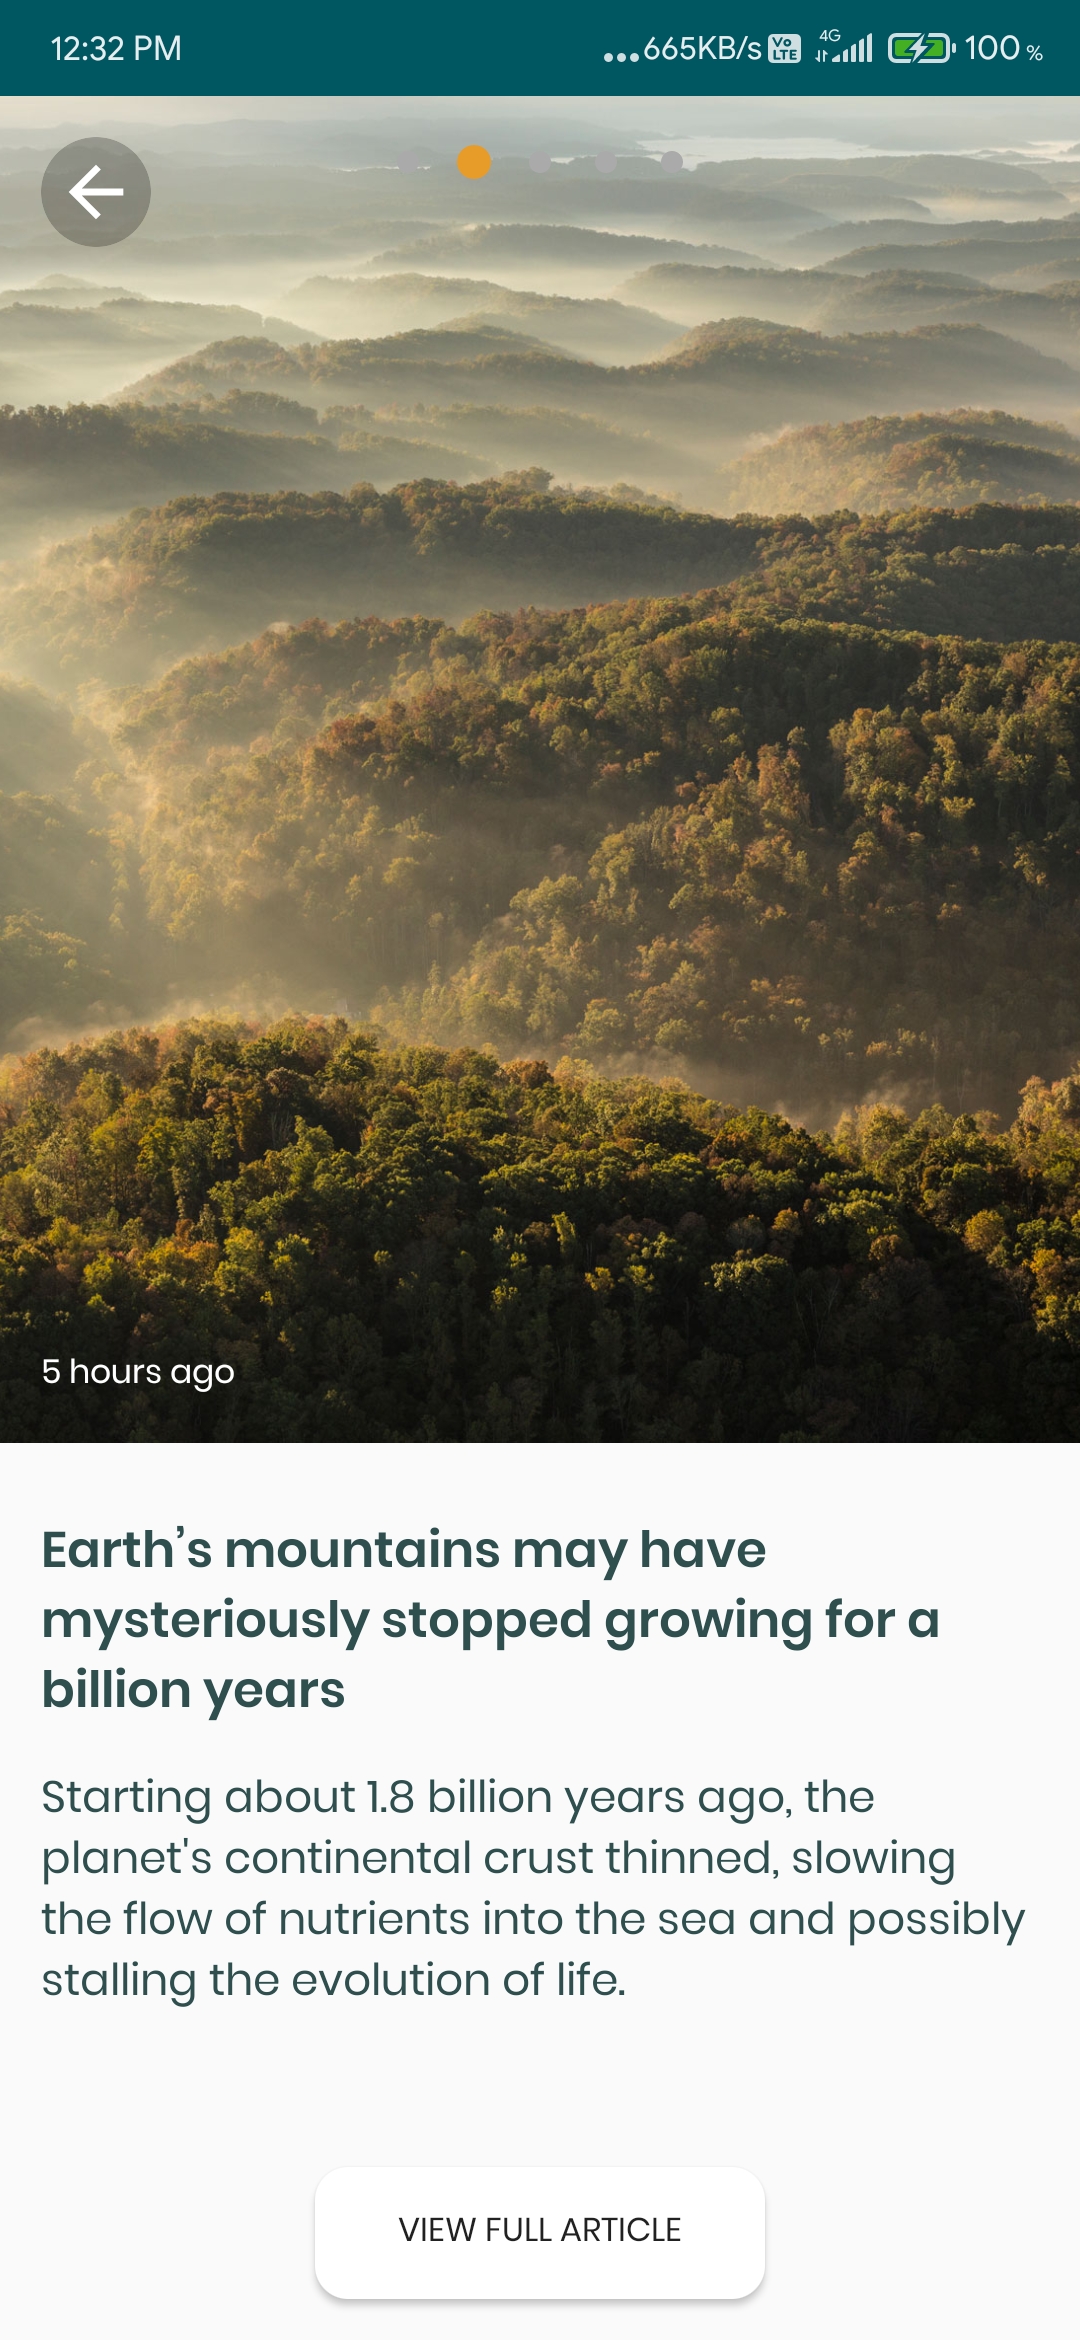 12:32 PM
...665KB/s Vo LTE 4G 100 %
5 hours ago
Earth’s mountains may have
mysteriously stopped growing for a
billion years
Starting about 1.8 billion years ago, the
planet's continental crust thinned, slowing
the flow of nutrients into the sea and possibly
stalling the evolution of life.
VIEW FULL ARTICLE